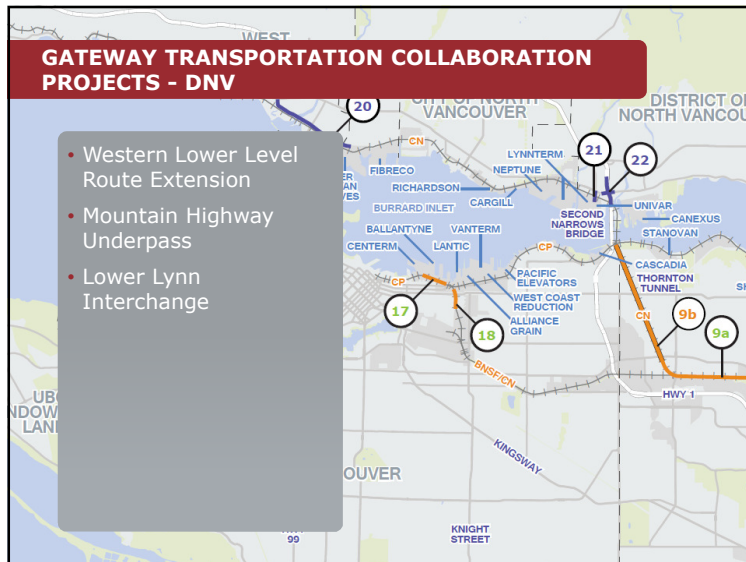 WEST
GATEWAY TRANSPORTATION COLLABORATION
PROJECTS - DNV
20
CITY OF NORTH
VANCOUVER
DISTRICT OF
NORTH VANCOU
• Western Lower Level
Route Extension
• Mountain Highway
Underpass
• Lower Lynn
Interchange
CN
FIBRECO
RICHARDSON
CARGILL
NEPTUNE
LYNNTERM
21
22
BURRARD INLET
SECOND
NARROWS
BRIDGE
UNIVAR
CANEXUS
STANOVAN
BALLANTYNE
VANTERM
CENTERM
LANTIC
CP
CASCADIA
THORNTON
TUNNEL
CP
PACIFIC
ELEVATORS
WEST COAST
REDUCTION
ALLIANCE
GRAIN
17
18
CN
9b
9a
BNSF/CN
HWY 1
KINGSWAY
UB
NDOW
LAN
OUVER
99
KNIGHT
STREET